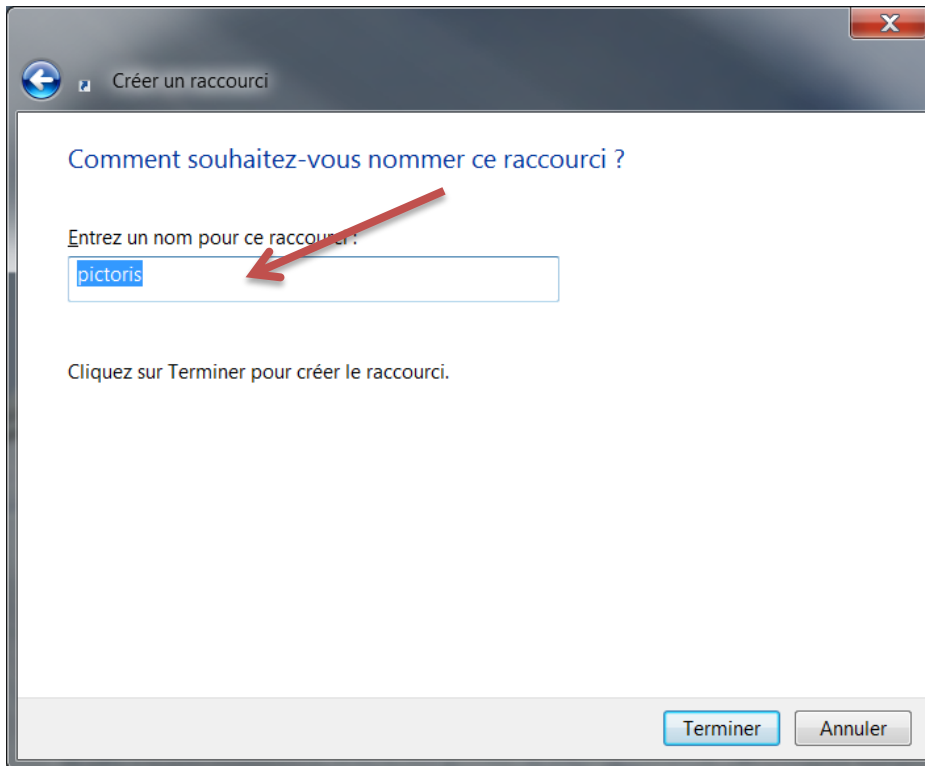 Créer un raccourci
Comment souhaitez-vous nommer ce raccourci ?
Entrez un nom pour ce raccourci :
pictoris
Cliquez sur Terminer pour créer le raccourci.
Terminer
Annuler